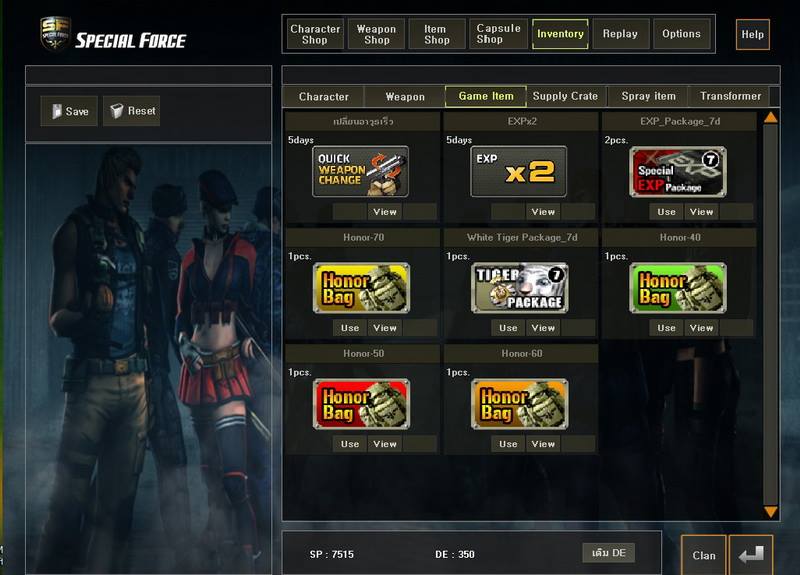 SF
SPECIAL FORCE
Character Shop
Weapon Shop
Item Shop
Capsule Shop
Inventory
Replay
Options
Help
Save
Reset
Character
Weapon
Game Item
Supply Crate
Spray item
Transformer
เปลี่ยนอาวุธเร็ว
EXPx2
EXP_Package_7d
5days
5days
2pcs.
QUICK
WEAPON
CHANGE
EXP x2
7
Special
EXP Package
View
View
Use View
Honor-70
White Tiger Package_7d
Honor-40
1pcs.
1pcs.
1pcs.
Honor
Bag
TIGER 7
PACKAGE
Honor
Bag
Use View
Use View
Use View
Honor-50
Honor-60
1pcs.
1pcs.
Honor
Bag
Honor
Bag
Use View
Use View
SP : 7515
DE : 350
เติม DE
Clan